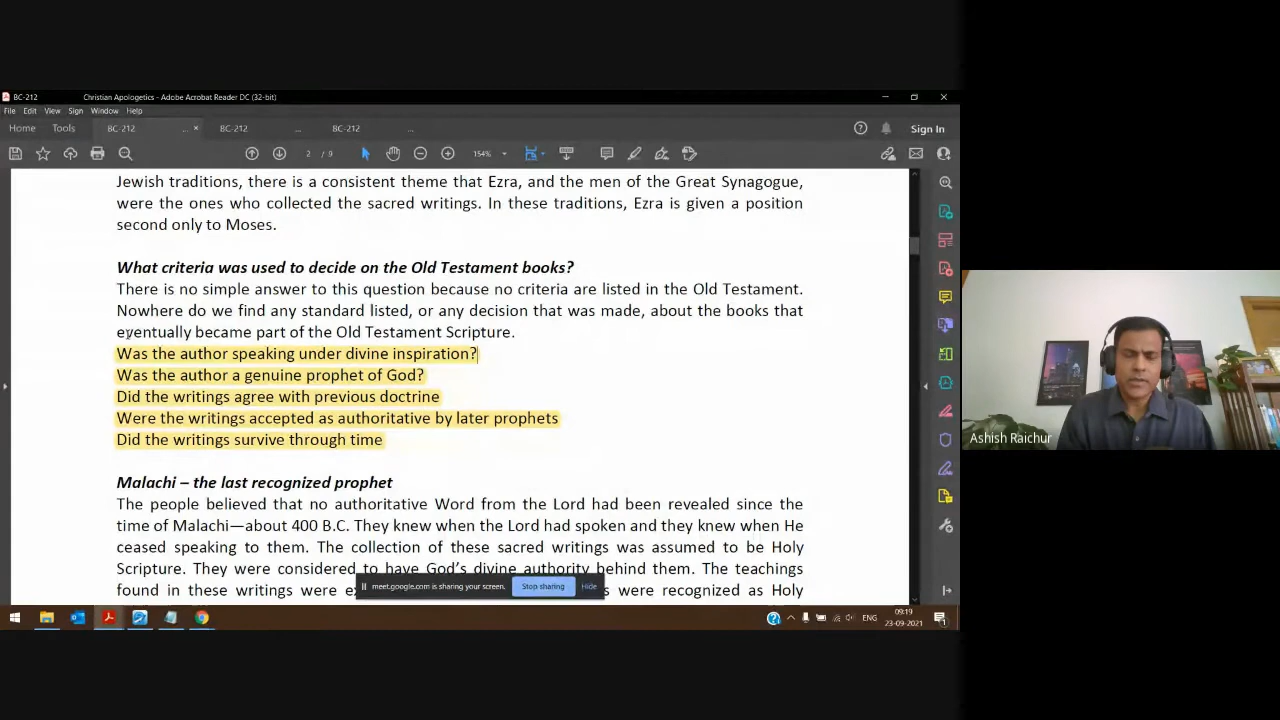 BC-212 Christian Apologetics - Adobe Acrobat Reader DC (32-bit)
File Edit View Sign Window Help
Home Tools BC-212 ... × BC-212 ... BC-212 ... Sign In
2 / 9 154%
Jewish traditions, there is a consistent theme that Ezra, and the men of the Great Synagogue,
were the ones who collected the sacred writings. In these traditions, Ezra is given a position
second only to Moses.
What criteria was used to decide on the Old Testament books?
There is no simple answer to this question because no criteria are listed in the Old Testament.
Nowhere do we find any standard listed, or any decision that was made, about the books that
eventually became part of the Old Testament Scripture.
Was the author speaking under divine inspiration?
Was the author a genuine prophet of God?
Did the writings agree with previous doctrine
Were the writings accepted as authoritative by later prophets
Did the writings survive through time
Malachi – the last recognized prophet
The people believed that no authoritative Word from the Lord had been revealed since the
time of Malachi—about 400 B.C. They knew when the Lord had spoken and they knew when He
ceased speaking to them. The collection of these sacred writings was assumed to be Holy
Scripture. They were considered to have God's divine authority behind them. The teachings
found in these writings were s were recognized as Holy
meet.google.com is sharing your screen. Stop sharing Hide
ENG 09:19
23-09-2021
Ashish Raichur